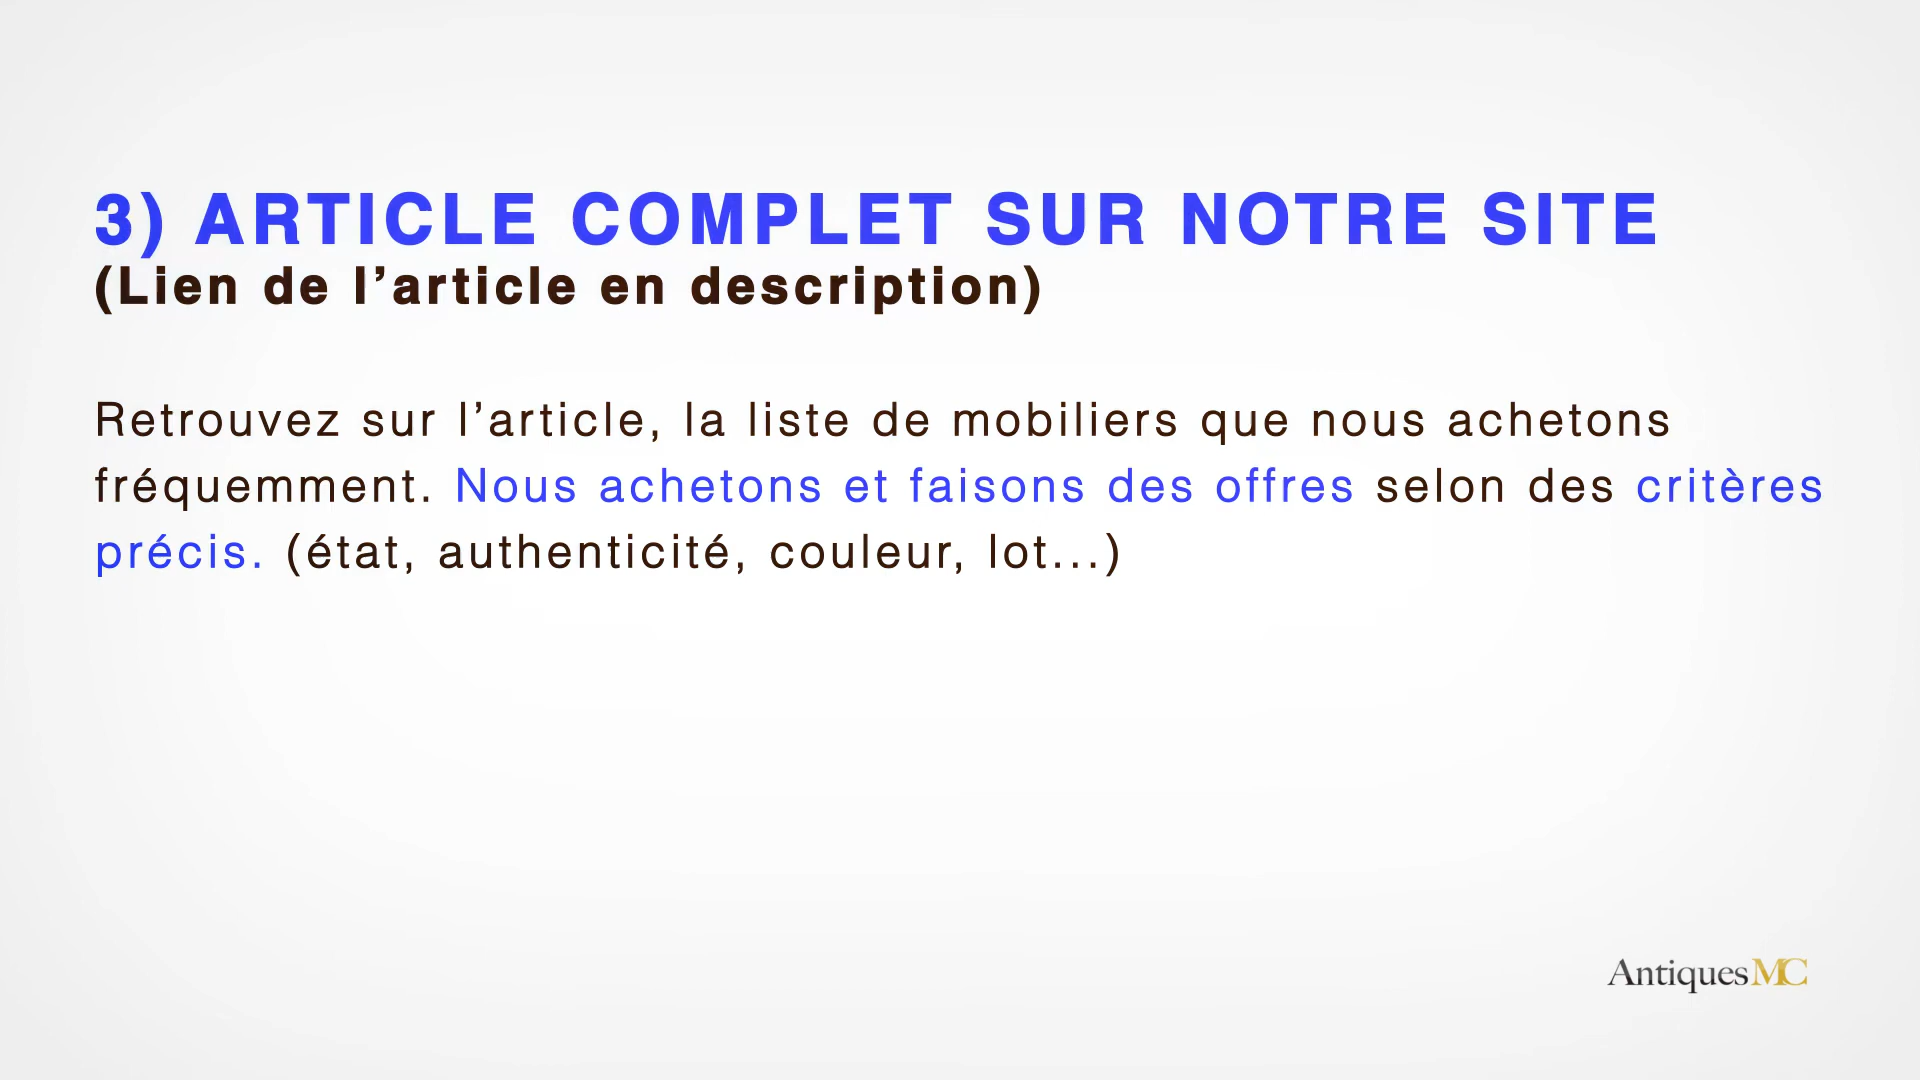 3) ARTICLE COMPLET SUR NOTRE SITE
(Lien de l’article en description)
Retrouvez sur l’article, la liste de mobiliers que nous achetons
fréquemment. Nous achetons et faisons des offres selon des critères
précis. (état, authenticité, couleur, lot...)
AntiquesMC